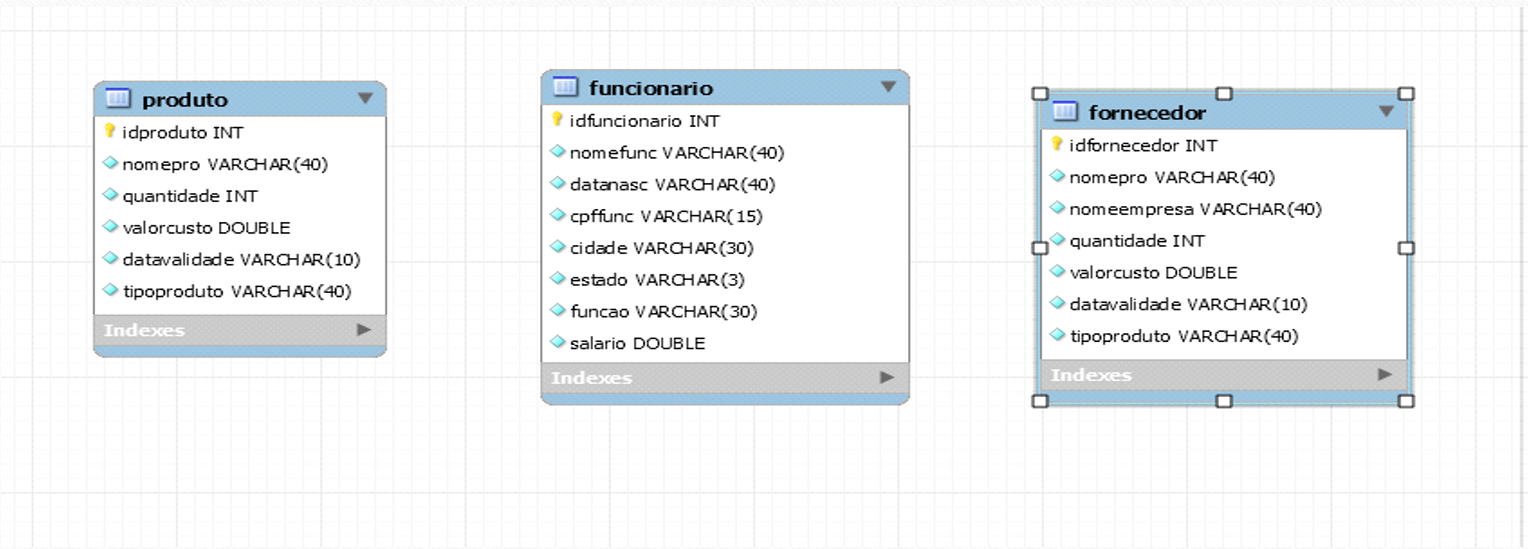 produto
idproduto INT
nomepro VARCHAR(40)
quantidade INT
valorcusto DOUBLE
datavalidade VARCHAR(10)
tipoproduto VARCHAR(40)
Indexes
funcionario
idfuncionario INT
nomefunc VARCHAR(40)
datanasc VARCHAR(40)
cpffunc VARCHAR(15)
cidade VARCHAR(30)
estado VARCHAR(3)
funcao VARCHAR(30)
salario DOUBLE
Indexes
fornecedor
idfornecedor INT
nomepro VARCHAR(40)
nomeempresa VARCHAR(40)
quantidade INT
valorcusto DOUBLE
datavalidade VARCHAR(10)
tipoproduto VARCHAR(40)
Indexes